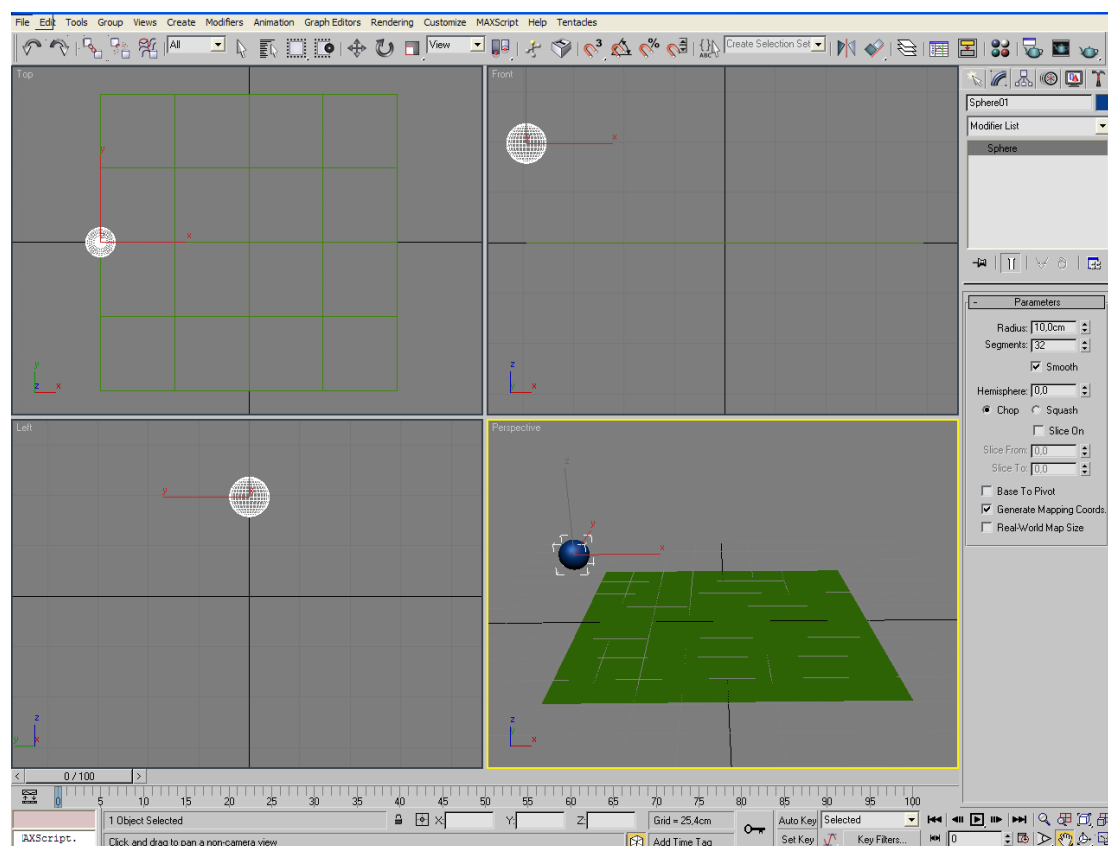 File Edit Tools Group Views Create Modifiers Animation Graph Editors Rendering Customize MAXScript Help Tentacles
All View 3 % ABC Create Selection Set
Top Front
Sphere01
Modifier List
Sphere
y x
y x
y z x
z y x
Left Perspective
Parameters
Radius: 10,0cm
Segments: 32
Smooth
Hemisphere: 0,0
Chop Squash
Slice On
Slice From: 0,0
Slice To: 0,0
Base To Pivot
Generate Mapping Coords.
Real-World Map Size
y x
z y x
z y x
z y x
< 0 / 100 >
0 5 10 15 20 25 30 35 40 45 50 55 60 65 70 75 80 85 90 95 100
1 Object Selected X: Y: Z: Grid = 25,4cm Auto Key Selected
AXScript. Click and drag to pan a non-camera view Add Time Tag Set Key Key Filters... 0